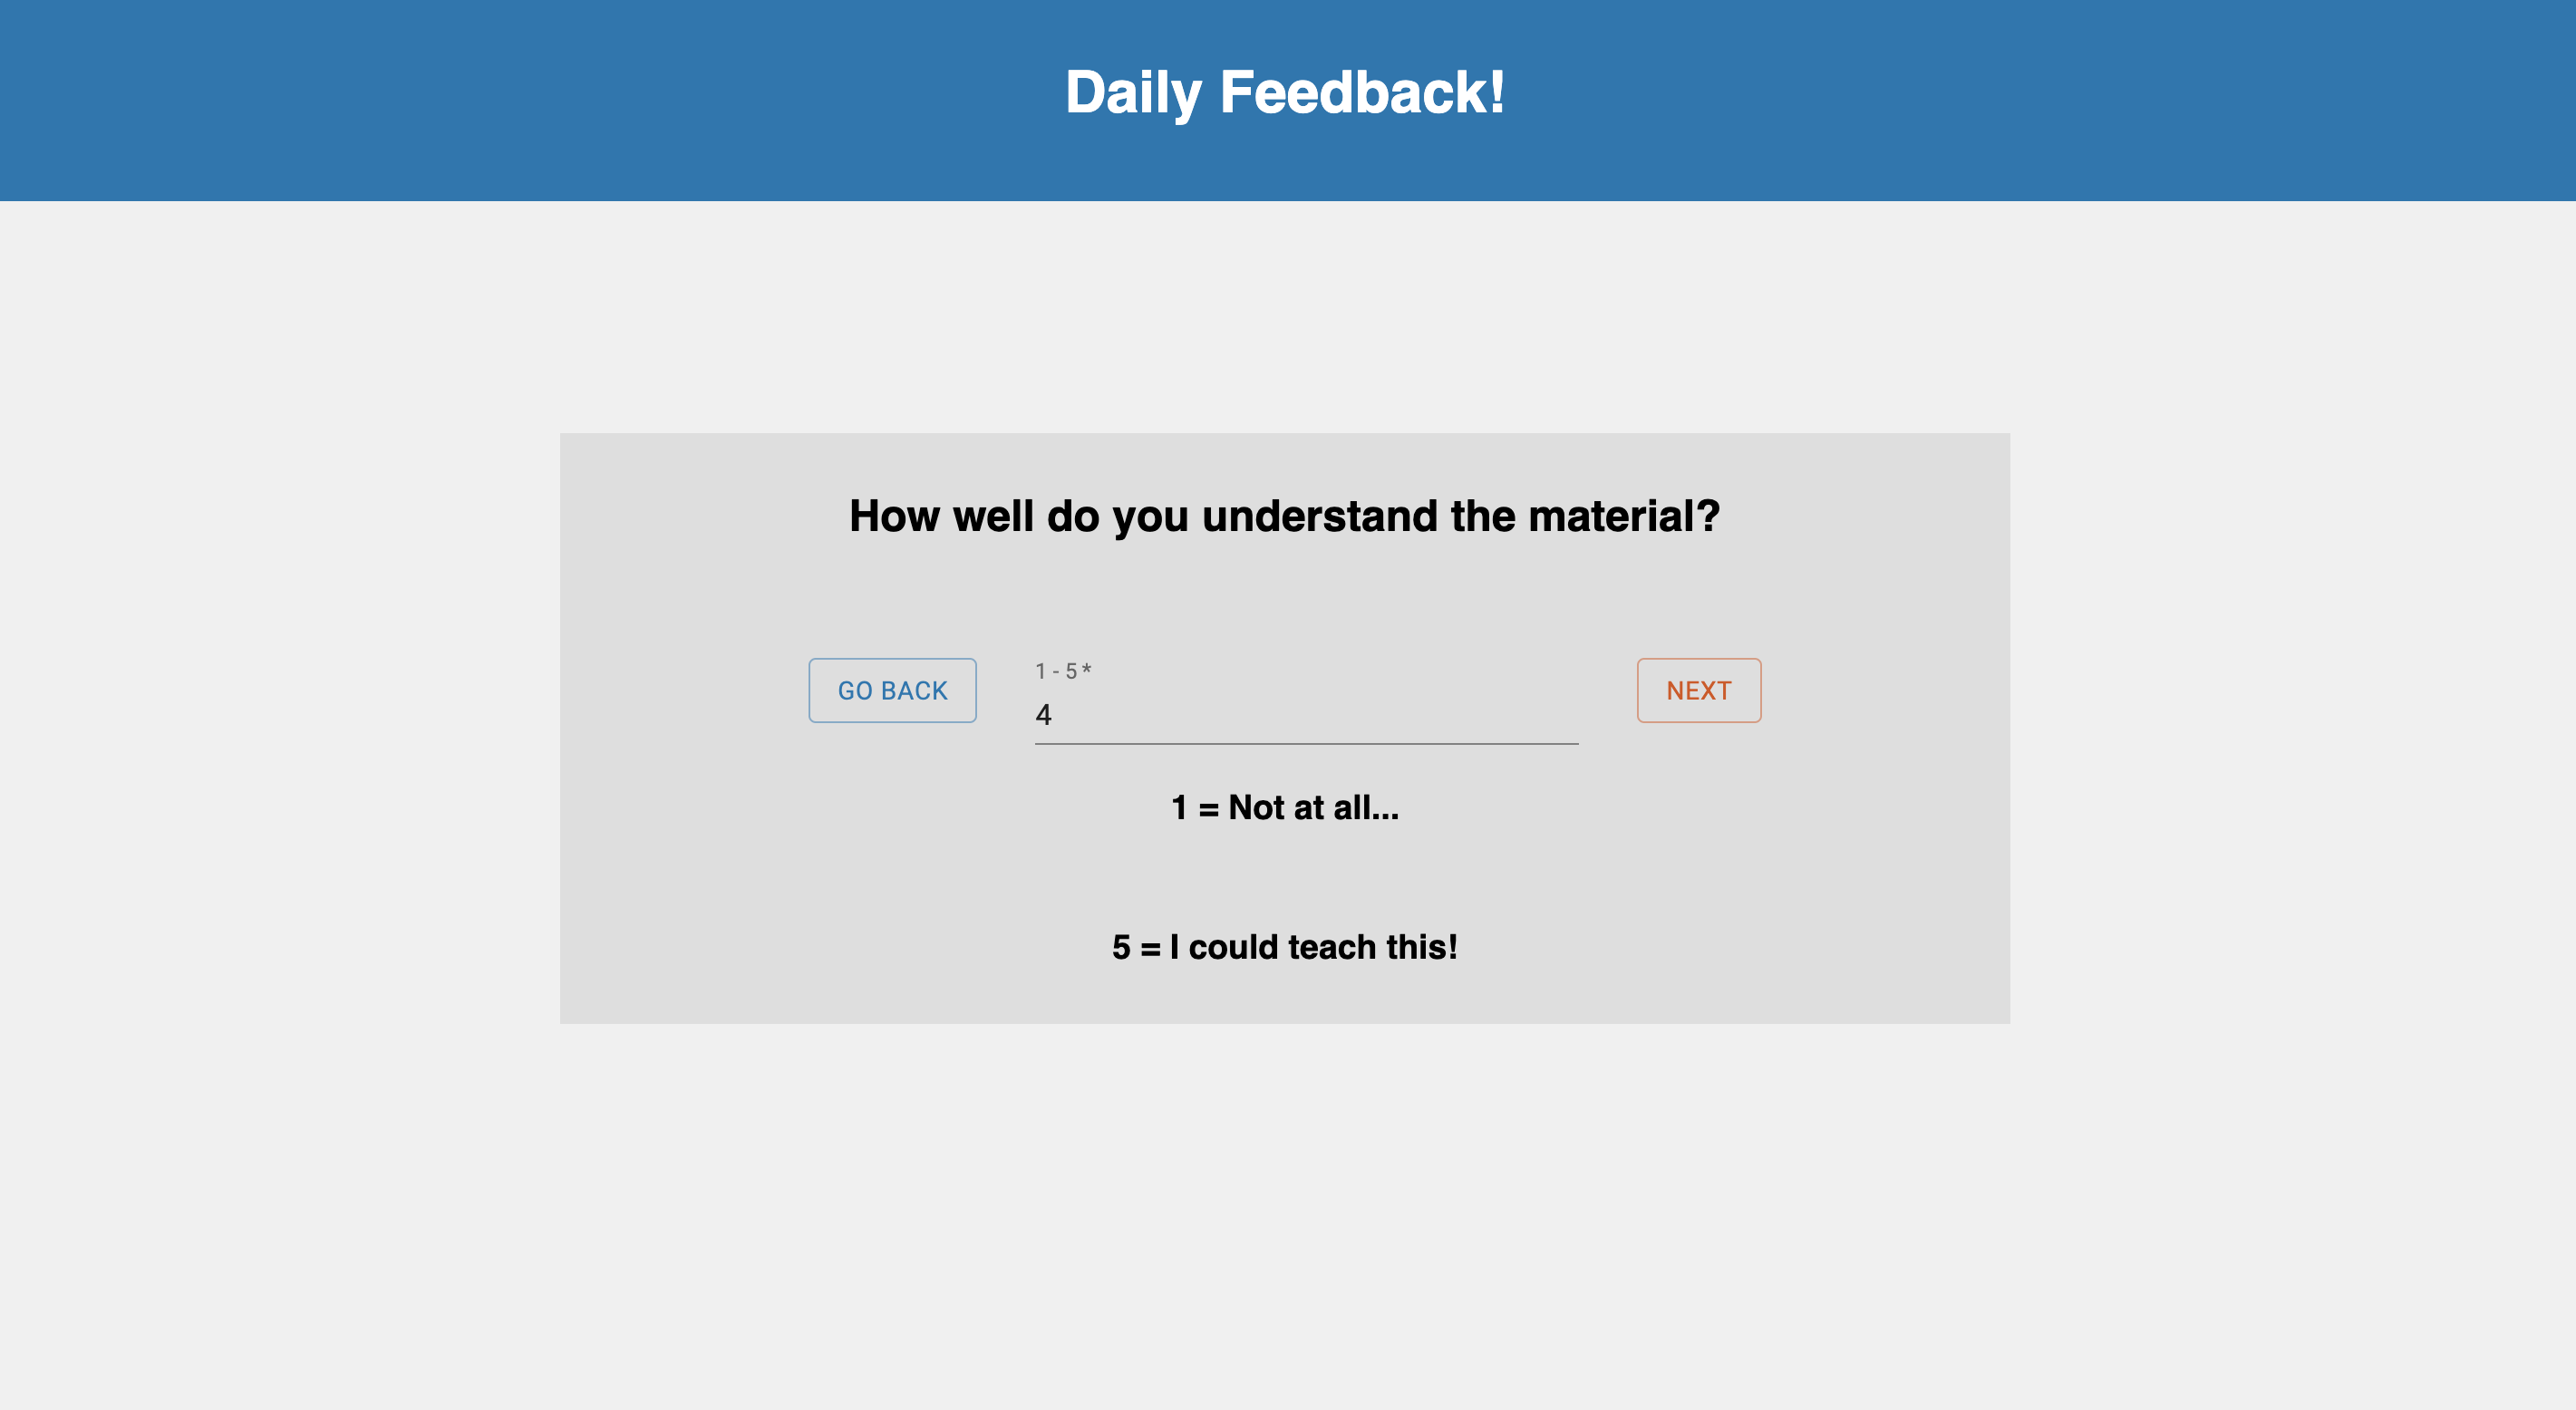 Daily Feedback!
How well do you understand the material?
GO BACK
1 - 5 *
4
NEXT
1 = Not at all...
5 = I could teach this!